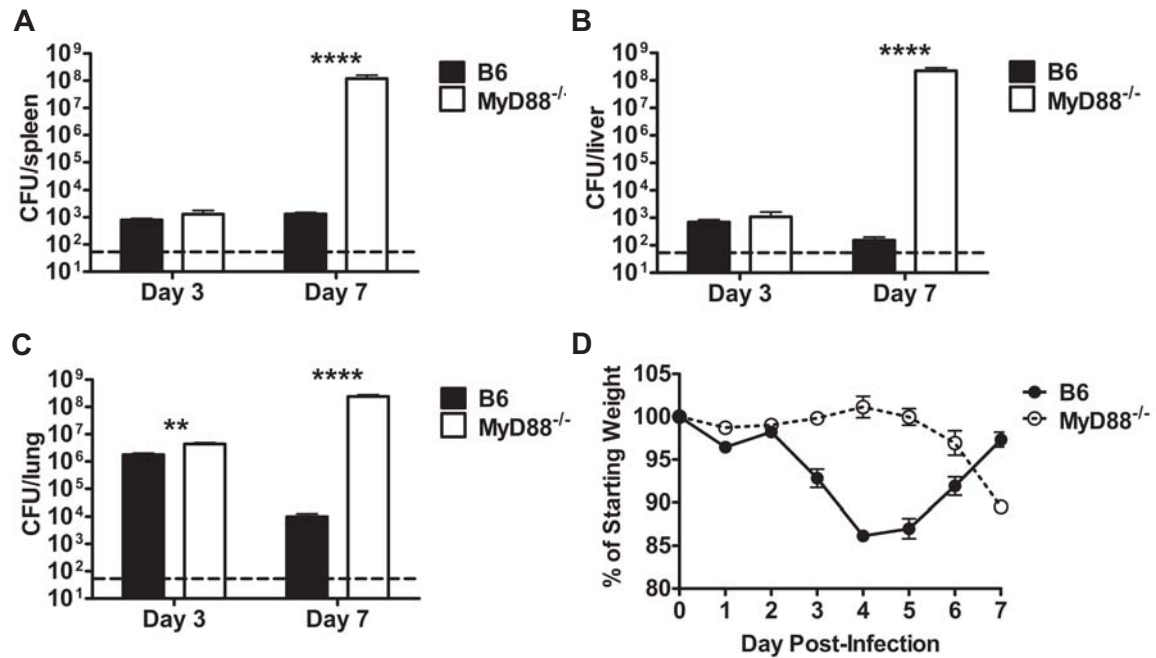 A
CFU/spleen
10⁹
10⁸
10⁷
10⁶
10⁵
10⁴
10³
10²
10¹
****
Day 3
Day 7
B6
MyD88⁻/⁻
B
CFU/liver
10⁹
10⁸
10⁷
10⁶
10⁵
10⁴
10³
10²
10¹
****
Day 3
Day 7
B6
MyD88⁻/⁻
C
CFU/lung
10⁹
10⁸
10⁷
10⁶
10⁵
10⁴
10³
10²
10¹
**
****
Day 3
Day 7
B6
MyD88⁻/⁻
D
% of Starting Weight
105
100
95
90
85
80
0 1 2 3 4 5 6 7
Day Post-Infection
B6
MyD88⁻/⁻